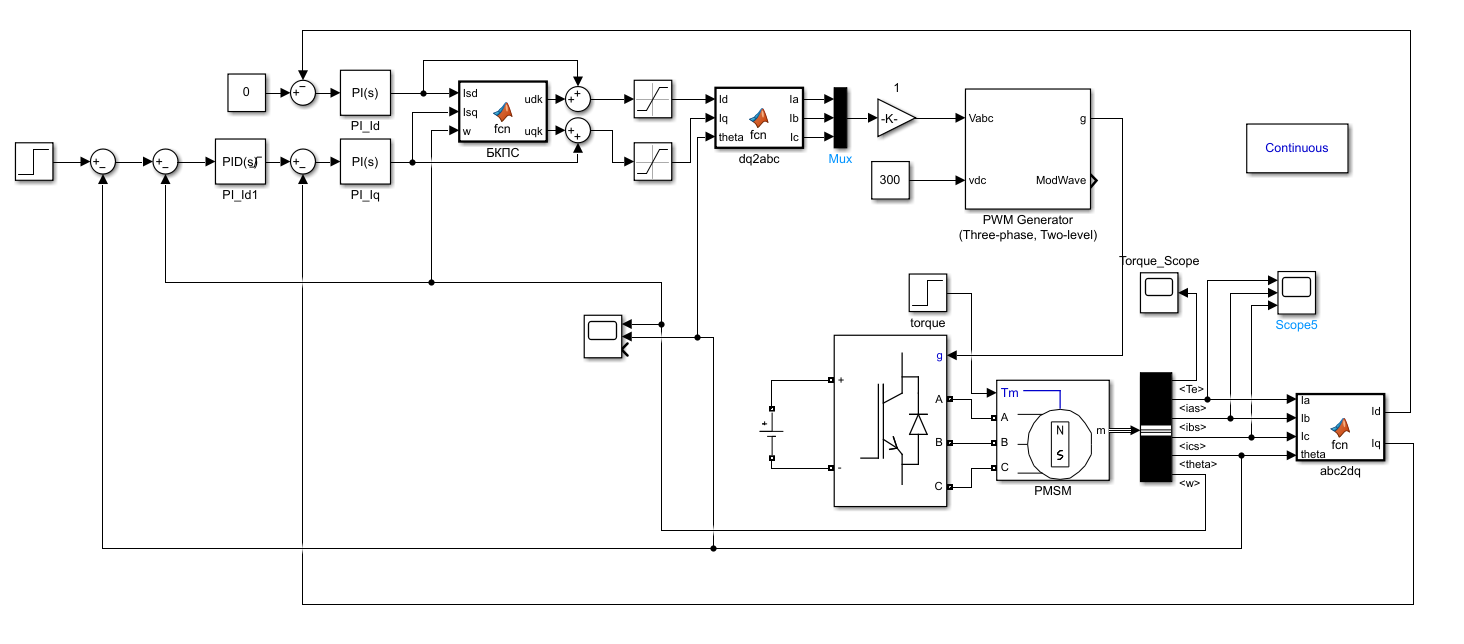 0
PI(s)
PI_Id
Isd
Isq
w
fcn
udk
uqk
БКПС
PID(s)
PI_Id1
PI(s)
PI_Iq
Id
Iq
theta
fcn
Ia
Ib
Ic
dq2abc
Mux
1
-K-
300
Vabc
vdc
g
ModWave
PWM Generator
(Three-phase, Two-level)
Continuous
Torque_Scope
Scope5
torque
g
+
-
A
B
C
+
Tm
A
B
C
N
S
m
PMSM
<Te>
<ias>
<ibs>
<ics>
<theta>
<w>
Ia
Ib
Ic
theta
fcn
Id
Iq
abc2dq